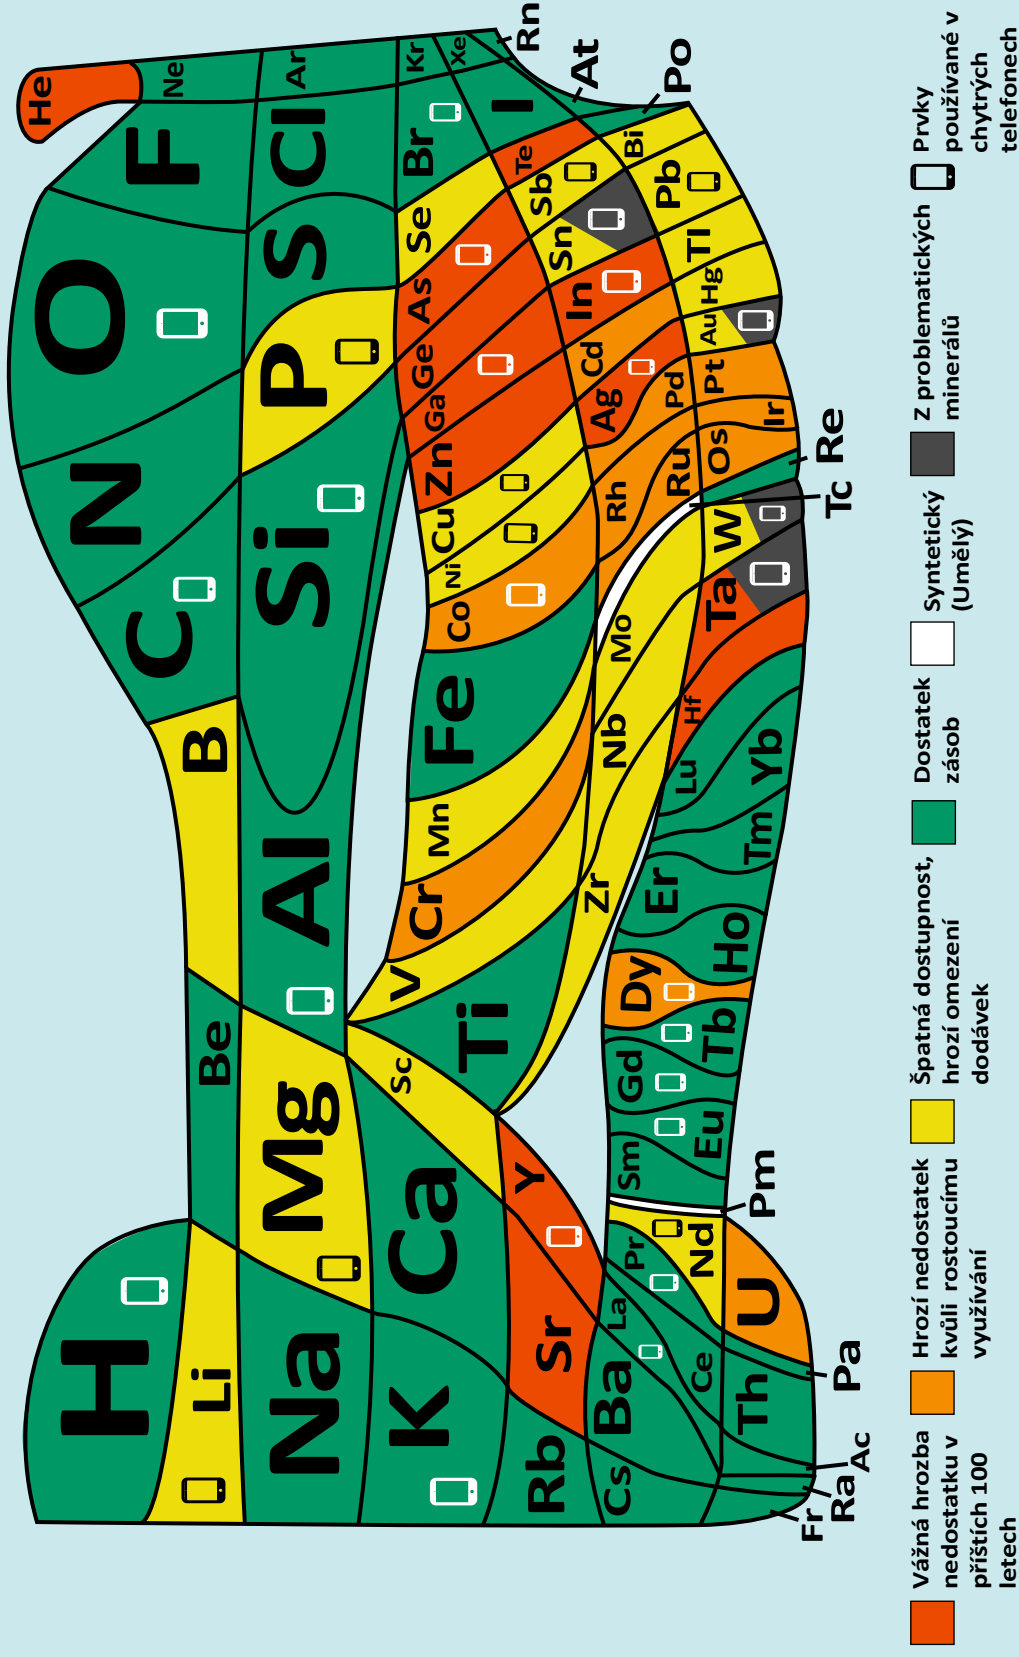 H He
Li Be B C N O F Ne
Na Mg Al Si P S Cl Ar
K Ca Sc Ti V Cr Mn Fe Co Ni Cu Zn Ga Ge As Se Br Kr
Rb Sr Y Zr Nb Mo Tc Ru Rh Pd Ag Cd In Sn Sb Te I Xe
Cs Ba La Ce Pr Nd Pm Sm Eu Gd Tb Dy Ho Er Tm Yb Lu Hf Ta W Re Os Ir Pt Au Hg Tl Pb Bi Po At Rn
Fr Ra Ac Th Pa U
Vážná hrozba
nedostatku v
příštích 100
letech
Hrozí nedostatek
kvůli rostoucímu
využívání
Špatná dostupnost,
hrozí omezení
dodávek
Dostatek
zásob
Syntetický
(Umělý)
Z problematických
minerálů
Prvky
používané v
chytrých
telefonech